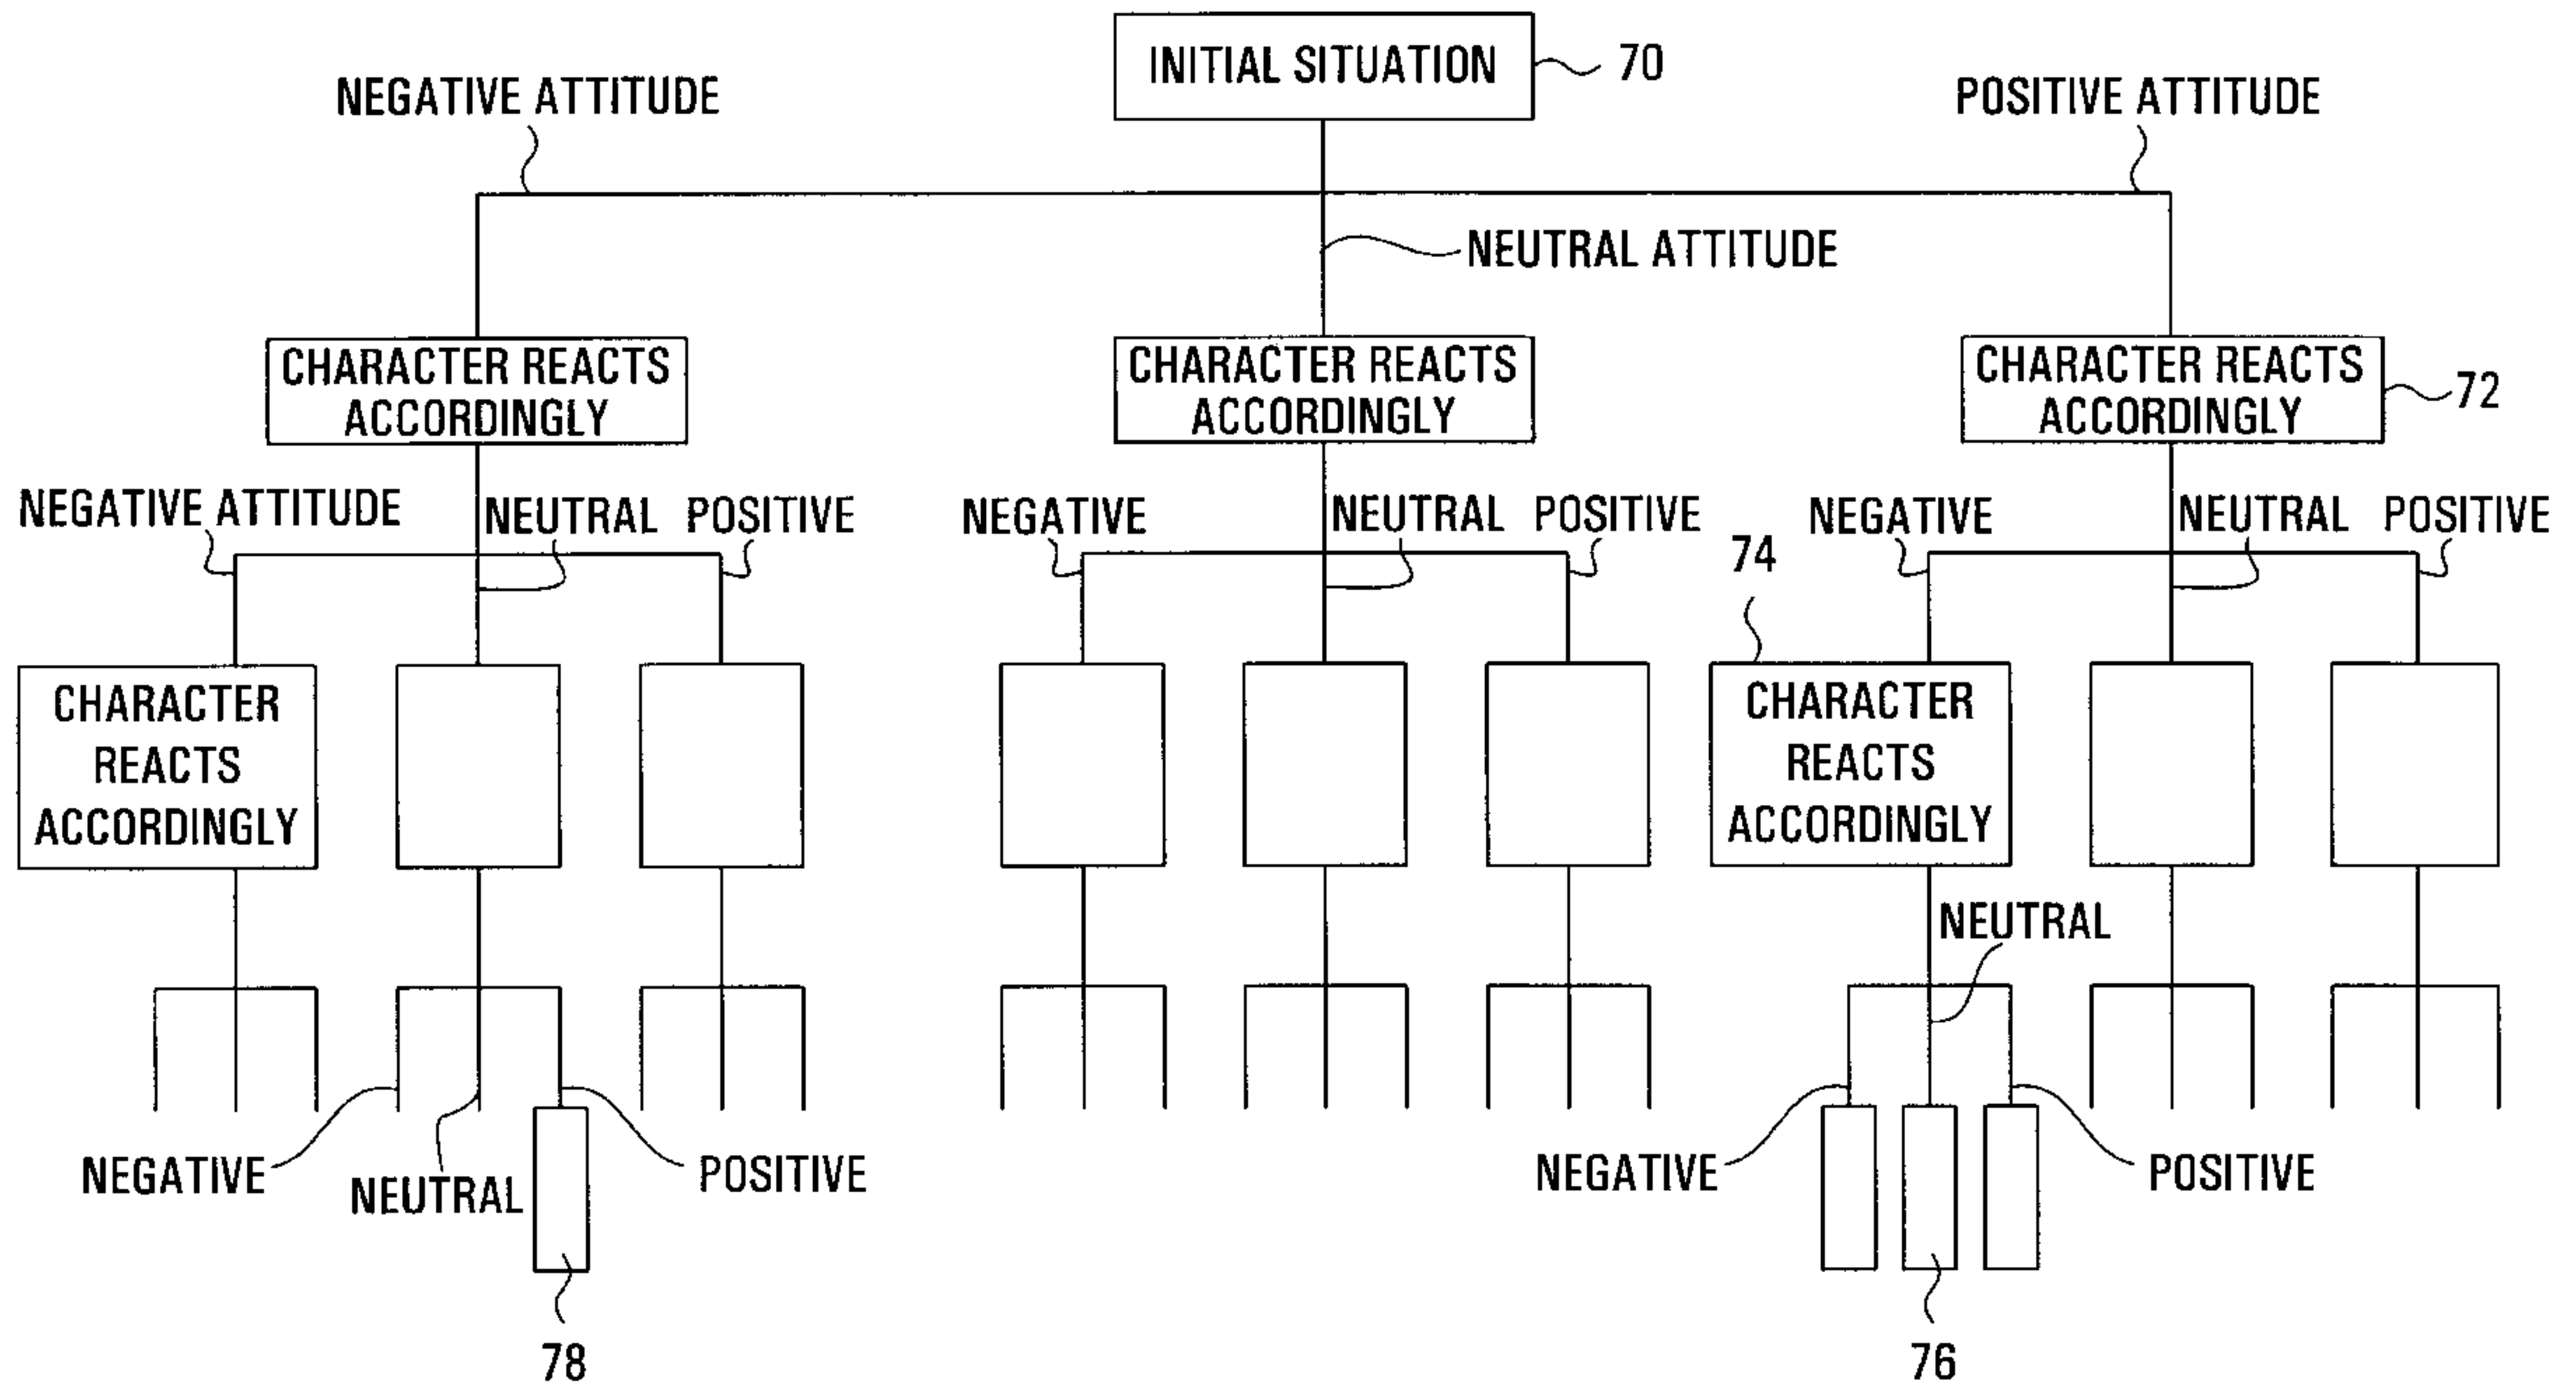 INITIAL SITUATION
70
NEGATIVE ATTITUDE
POSITIVE ATTITUDE
NEUTRAL ATTITUDE
CHARACTER REACTS
ACCORDINGLY
CHARACTER REACTS
ACCORDINGLY
CHARACTER REACTS
ACCORDINGLY
72
NEGATIVE ATTITUDE
NEUTRAL
POSITIVE
NEGATIVE
NEUTRAL
POSITIVE
NEGATIVE
NEUTRAL
POSITIVE
74
CHARACTER
REACTS
ACCORDINGLY
CHARACTER
REACTS
ACCORDINGLY
NEUTRAL
NEGATIVE
NEUTRAL
POSITIVE
NEGATIVE
POSITIVE
78
76